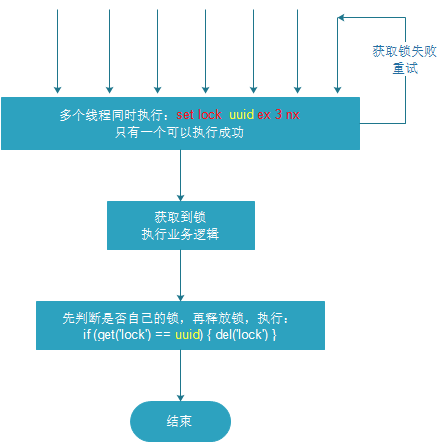 获取锁失败
重试
多个线程同时执行：set lock uuid ex 3 nx
只有一个可以执行成功
获取到锁
执行业务逻辑
先判断是否自己的锁，再释放锁，执行：
if (get('lock') == uuid) { del('lock') }
结束